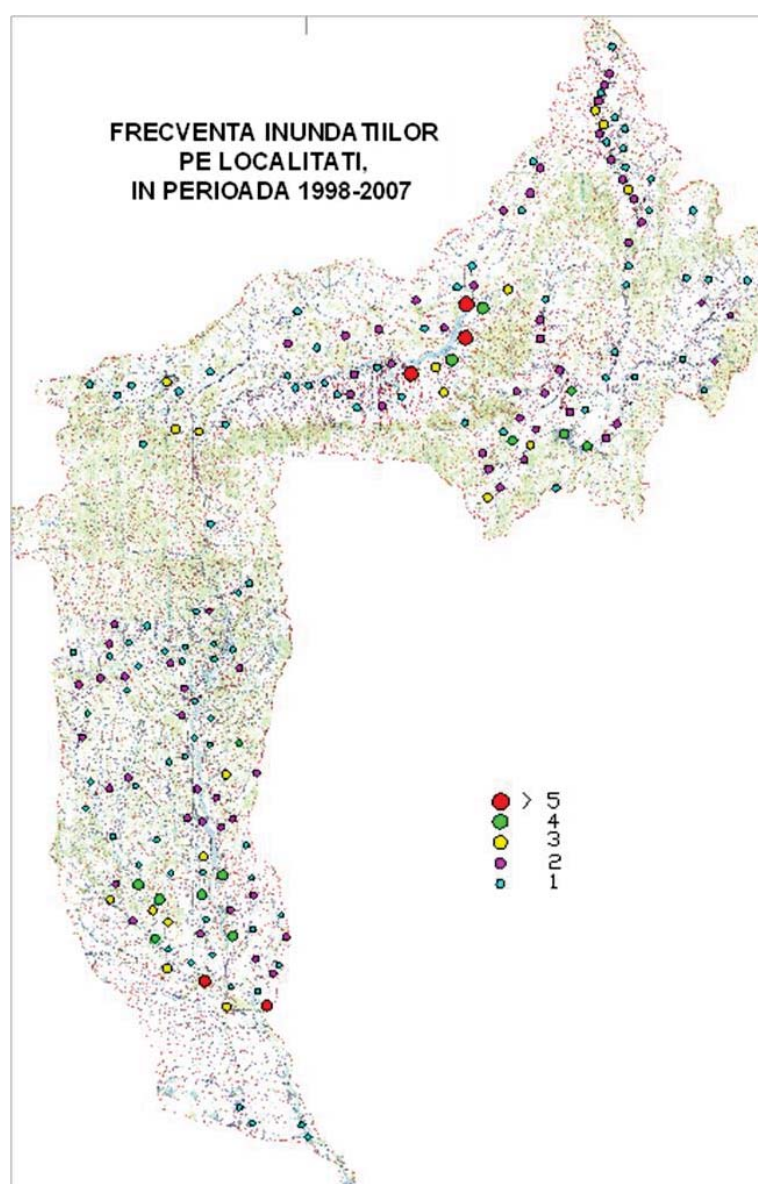 FRECVENTA INUNDATIILOR
PE LOCALITATI,
IN PERIOADA 1998-2007
> 5
4
3
2
1